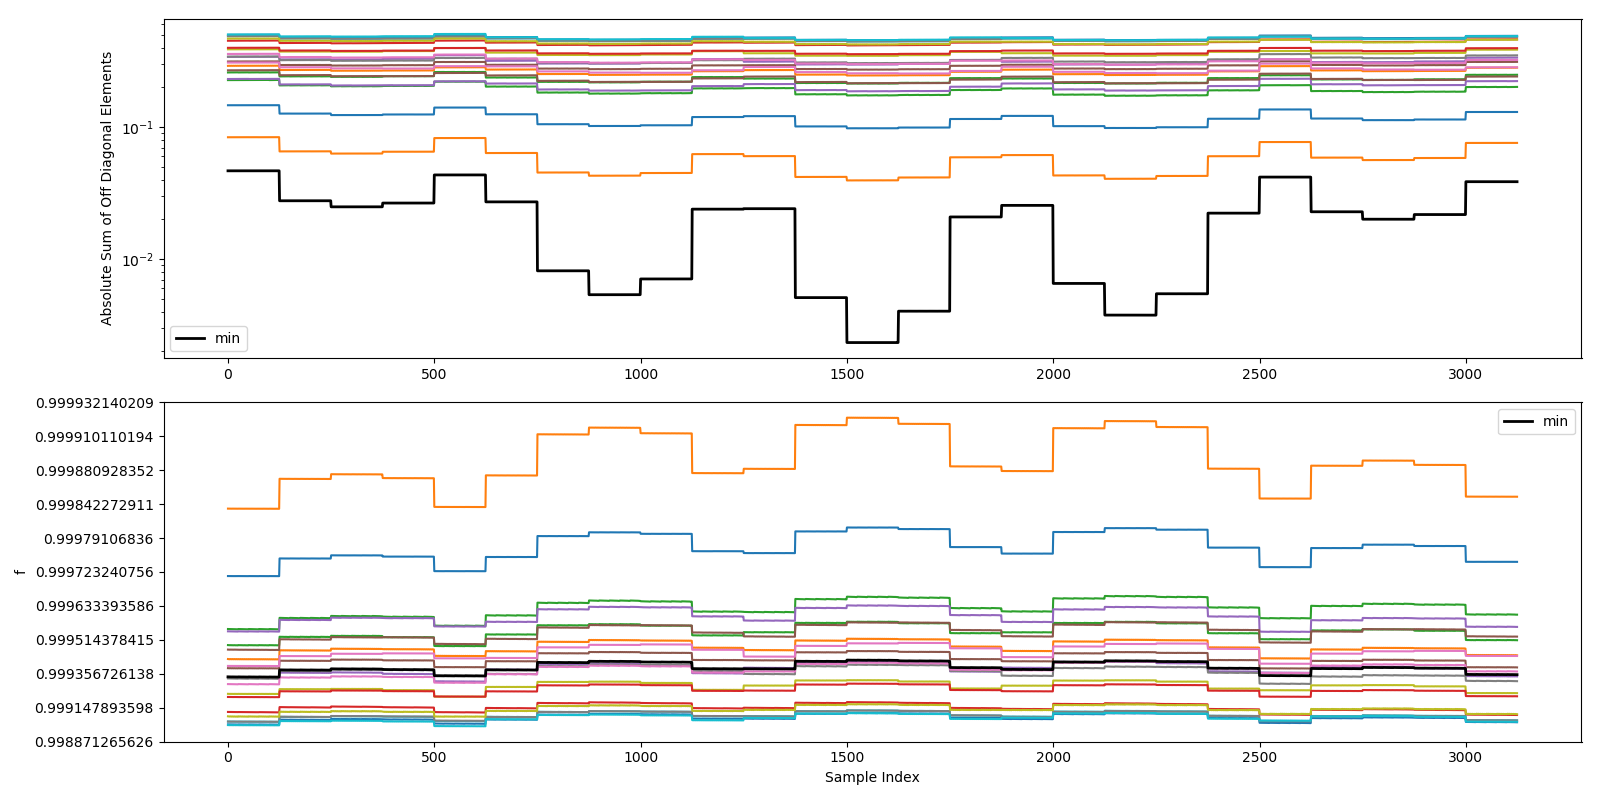 Absolute Sum of Off Diagonal Elements
10⁻¹
10⁻²
min
0 500 1000 1500 2000 2500 3000
f
0.999932140209
0.999910110194
0.999880928352
0.999842272911
0.99979106836
0.999723240756
0.999633393586
0.999514378415
0.999356726138
0.999147893598
0.998871265626
min
0 500 1000 1500 2000 2500 3000
Sample Index